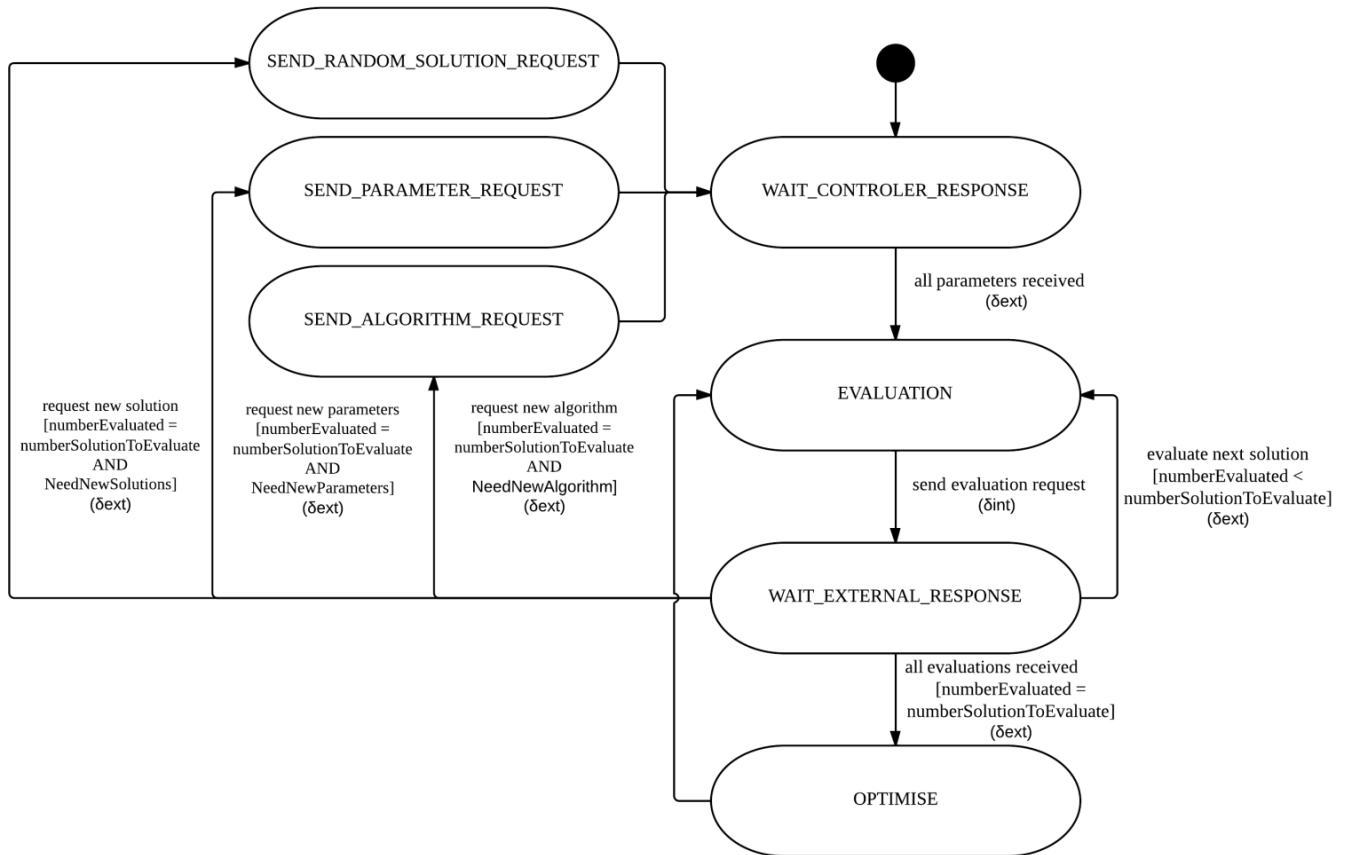 SEND_RANDOM_SOLUTION_REQUEST
SEND_PARAMETER_REQUEST
WAIT_CONTROLER_RESPONSE
all parameters received
(δext)
SEND_ALGORITHM_REQUEST
EVALUATION
request new solution
[numberEvaluated =
numberSolutionToEvaluate
AND
NeedNewSolutions]
(δext)
request new parameters
[numberEvaluated =
numberSolutionToEvaluate
AND
NeedNewParameters]
(δext)
request new algorithm
[numberEvaluated =
numberSolutionToEvaluate
AND
NeedNewAlgorithm]
(δext)
send evaluation request
(δint)
evaluate next solution
[numberEvaluated <
numberSolutionToEvaluate]
(δext)
WAIT_EXTERNAL_RESPONSE
all evaluations received
[numberEvaluated =
numberSolutionToEvaluate]
(δext)
OPTIMISE